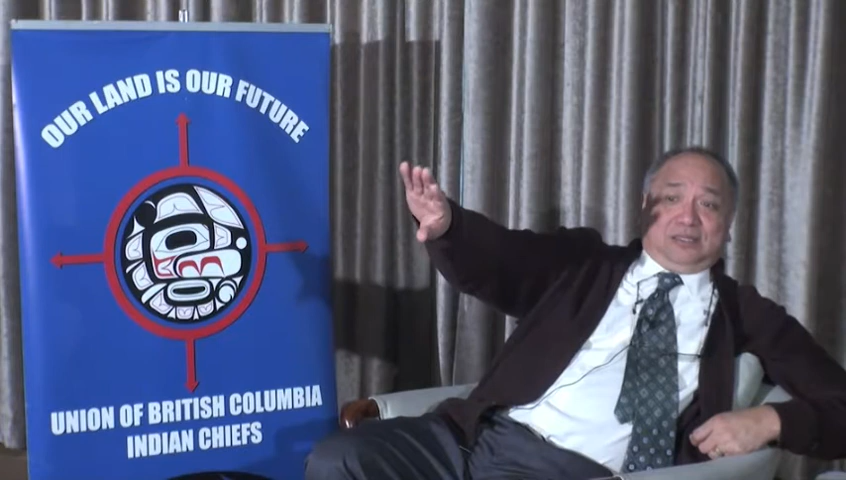 OUR LAND IS OUR FUTURE
UNION OF BRITISH COLUMBIA
INDIAN CHIEFS